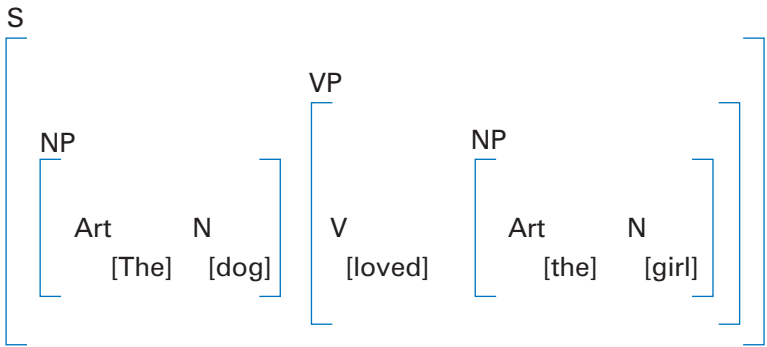 S
VP
NP NP
Art N V Art N
[The] [dog] [loved] [the] [girl]